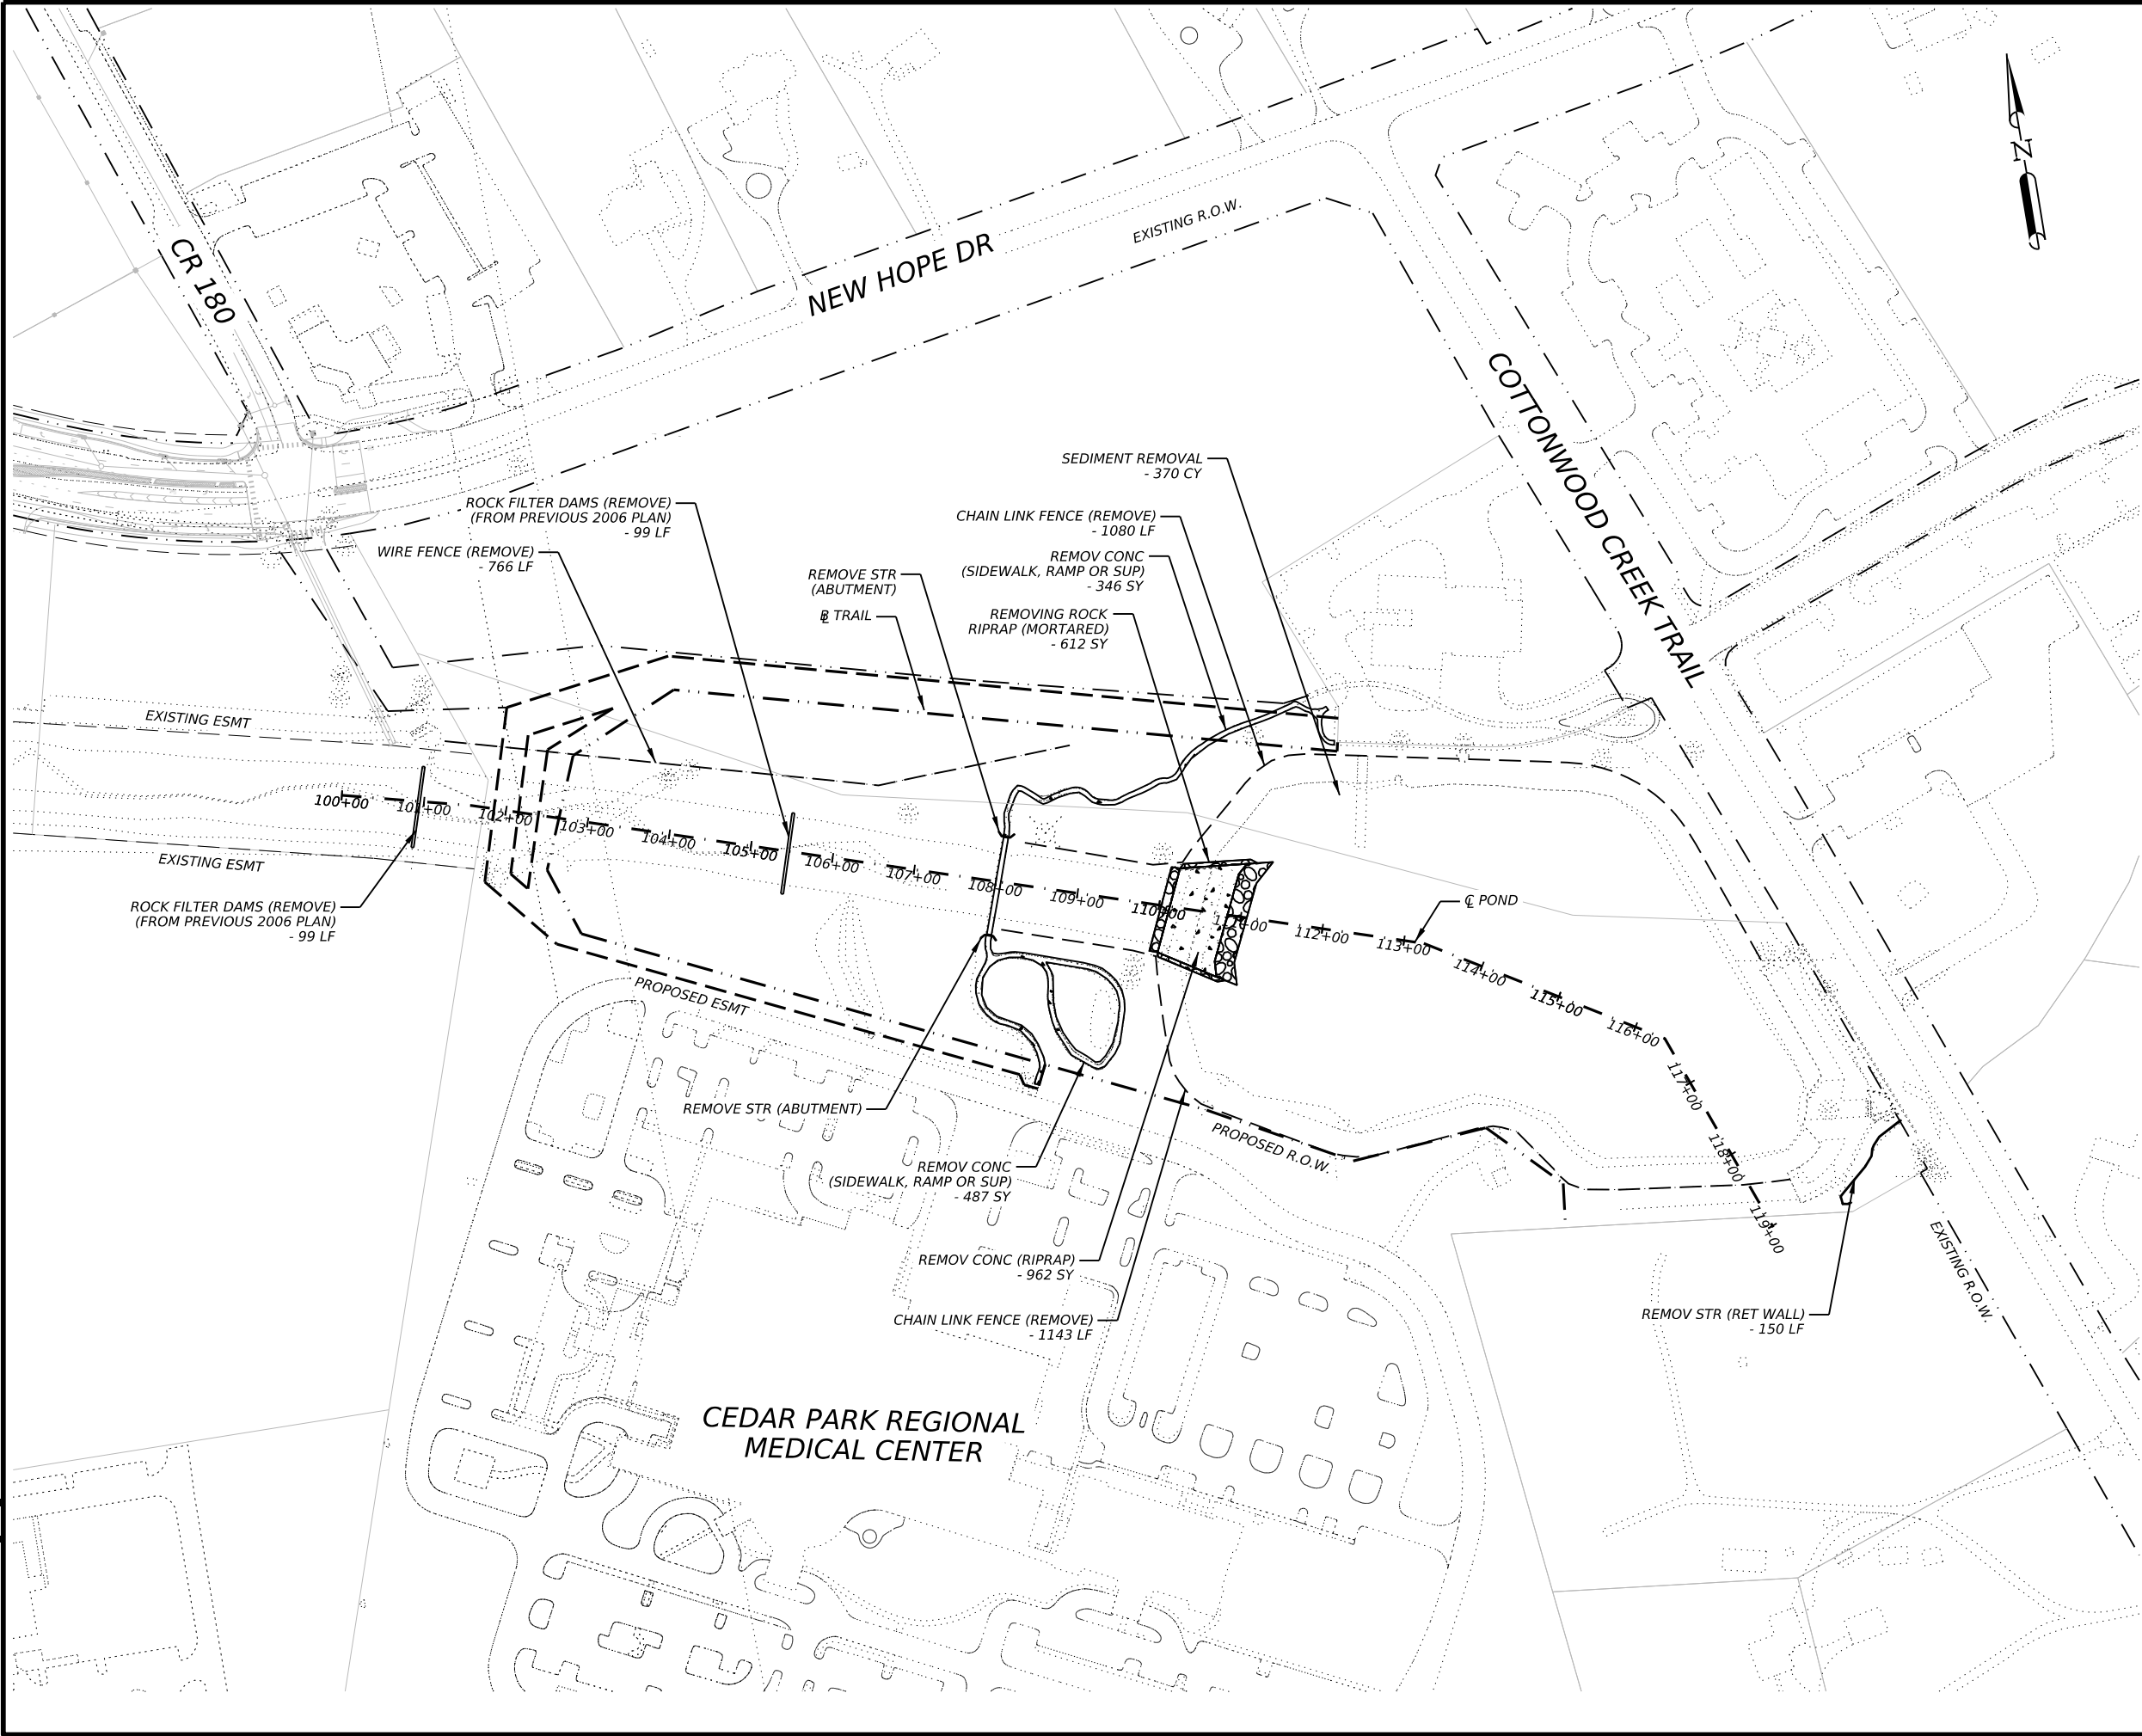 CR 180
NEW HOPE DR
EXISTING R.O.W.
COTTONWOOD CREEK TRAIL
N
SEDIMENT REMOVAL
- 370 CY
ROCK FILTER DAMS (REMOVE)
(FROM PREVIOUS 2006 PLAN)
- 99 LF
CHAIN LINK FENCE (REMOVE)
- 1080 LF
WIRE FENCE (REMOVE)
- 766 LF
REMOV CONC
(SIDEWALK, RAMP OR SUP)
- 346 SY
REMOVE STR
(ABUTMENT)
℄ TRAIL
REMOVING ROCK
RIPRAP (MORTARED)
- 612 SY
EXISTING ESMT
100+00
101+00
102+00
103+00
104+00
105+00
106+00
107+00
108+00
109+00
110+00
111+00
112+00
113+00
114+00
115+00
116+00
117+00
118+00
119+00
EXISTING ESMT
ROCK FILTER DAMS (REMOVE)
(FROM PREVIOUS 2006 PLAN)
- 99 LF
℄ POND
PROPOSED ESMT
REMOVE STR (ABUTMENT)
PROPOSED R.O.W.
REMOV CONC
(SIDEWALK, RAMP OR SUP)
- 487 SY
REMOV CONC (RIPRAP)
- 962 SY
CHAIN LINK FENCE (REMOVE)
- 1143 LF
REMOV STR (RET WALL)
- 150 LF
EXISTING R.O.W.
CEDAR PARK REGIONAL
MEDICAL CENTER